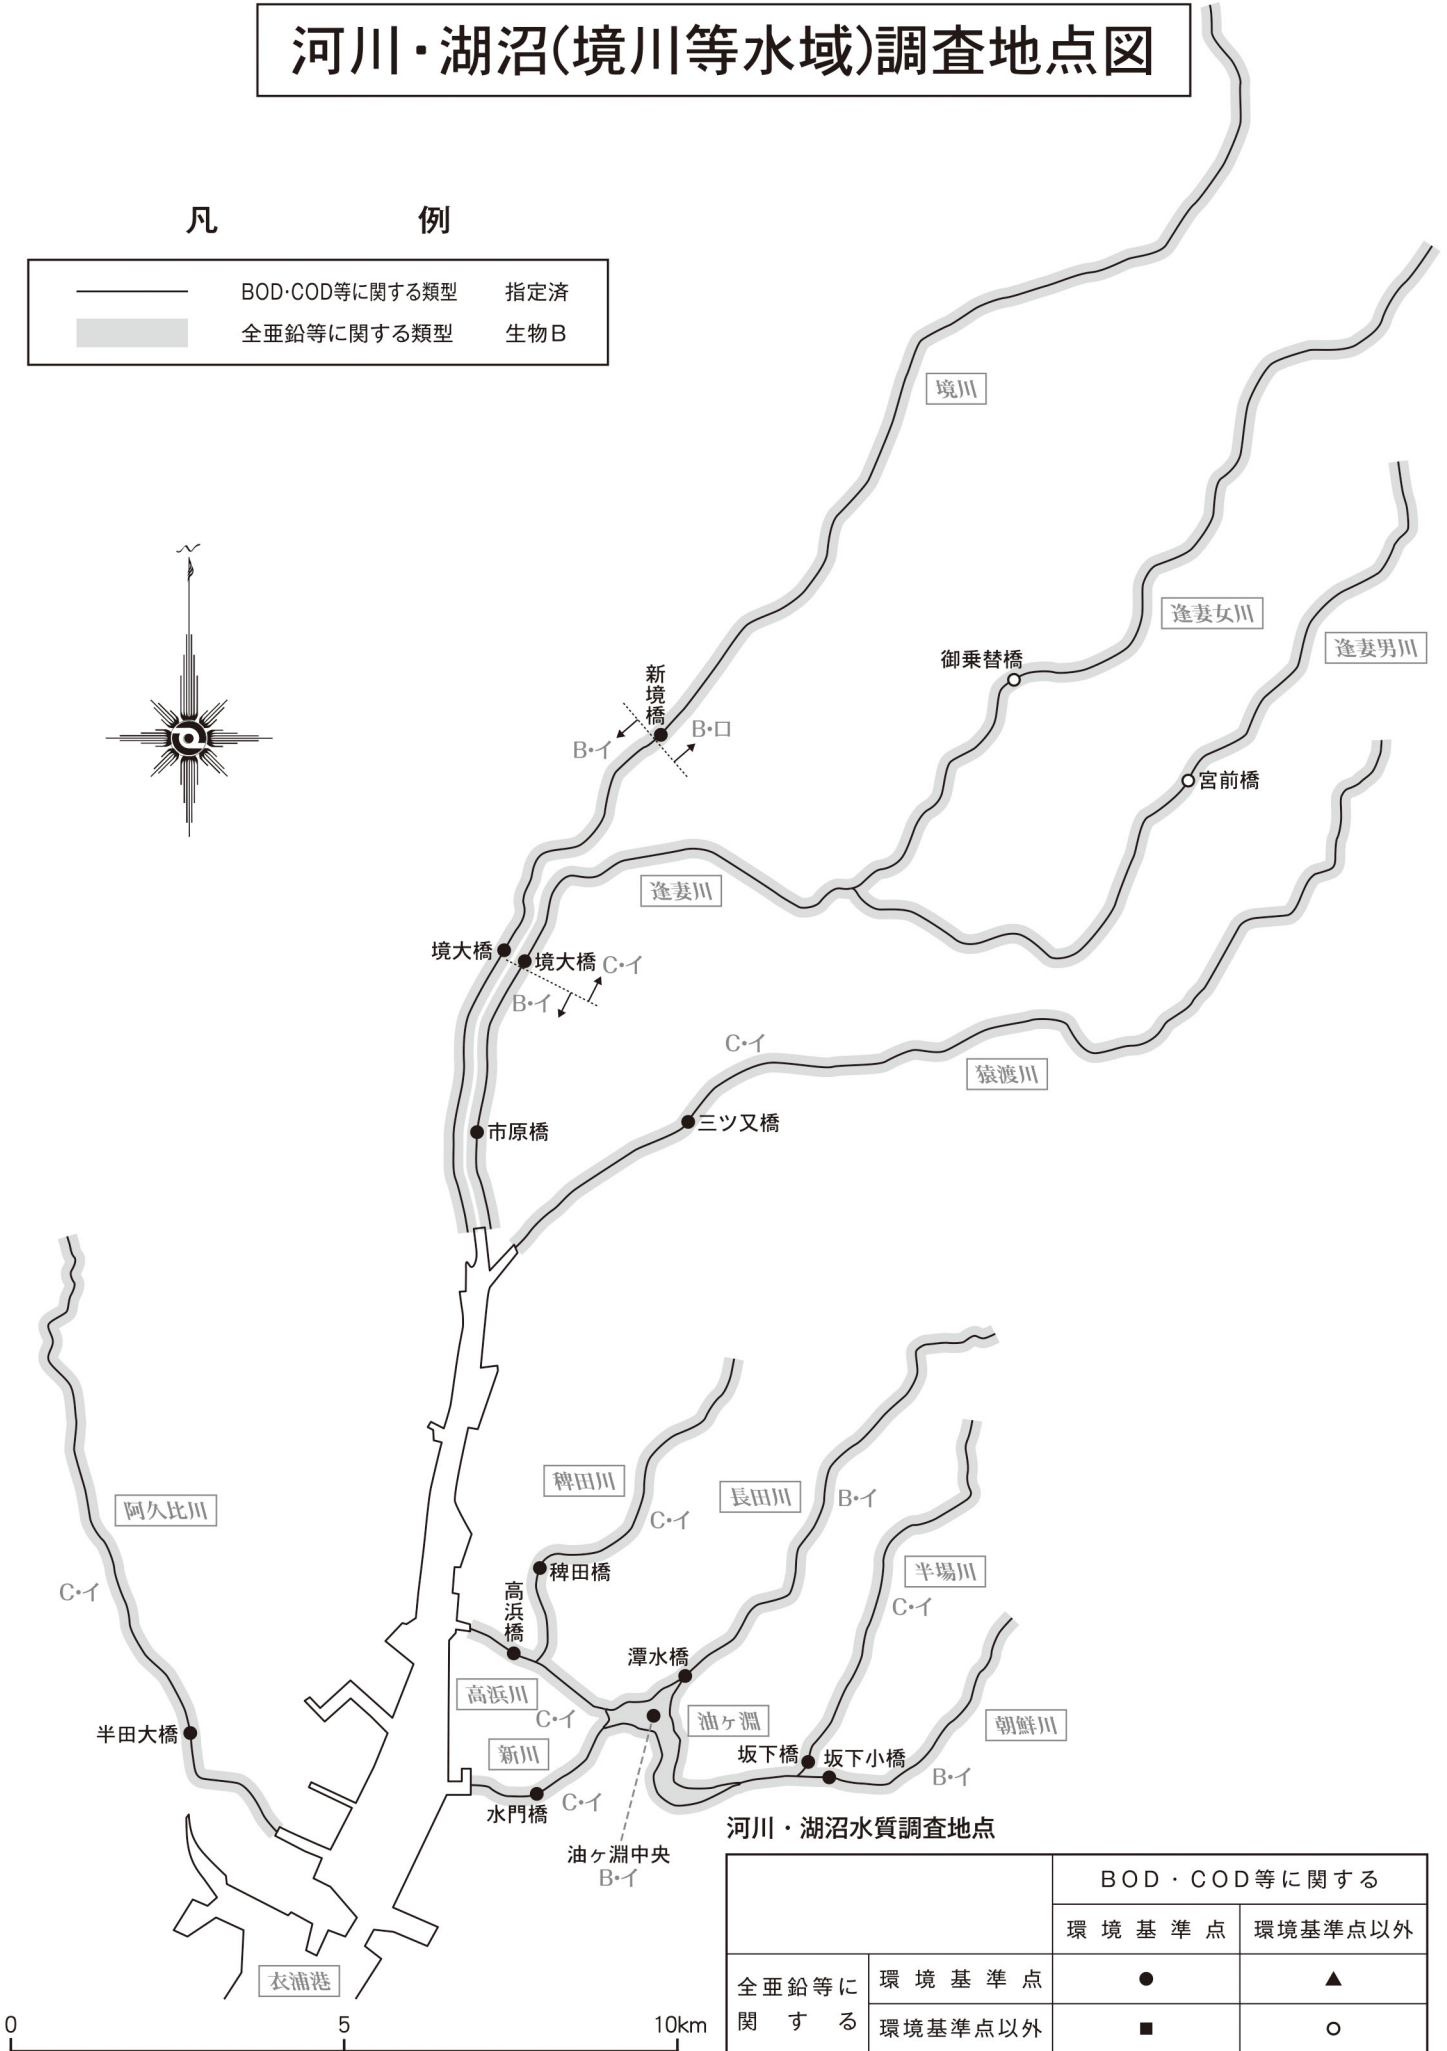 河川・湖沼(境川等水域)調査地点図
凡　例
BOD・COD等に関する類型　指定済
全亜鉛等に関する類型　生物B
境川
逢妻女川
逢妻男川
御乗替橋
新境橋
B・イ
B・ロ
宮前橋
逢妻川
境大橋
境大橋
C・イ
B・イ
C・イ
猿渡川
三ツ又橋
市原橋
稗田川
長田川
B・イ
阿久比川
C・イ
C・イ
稗田橋
半場川
C・イ
高浜橋
潭水橋
高浜川
C・イ
油ヶ淵
朝鮮川
半田大橋
新川
坂下橋
坂下小橋
B・イ
水門橋
C・イ
油ヶ淵中央
B・イ
衣浦港
0　5　10km
河川・湖沼水質調査地点
BOD・COD等に関する
環境基準点　環境基準点以外
全亜鉛等に関する
環境基準点　●　▲
環境基準点以外　■　○